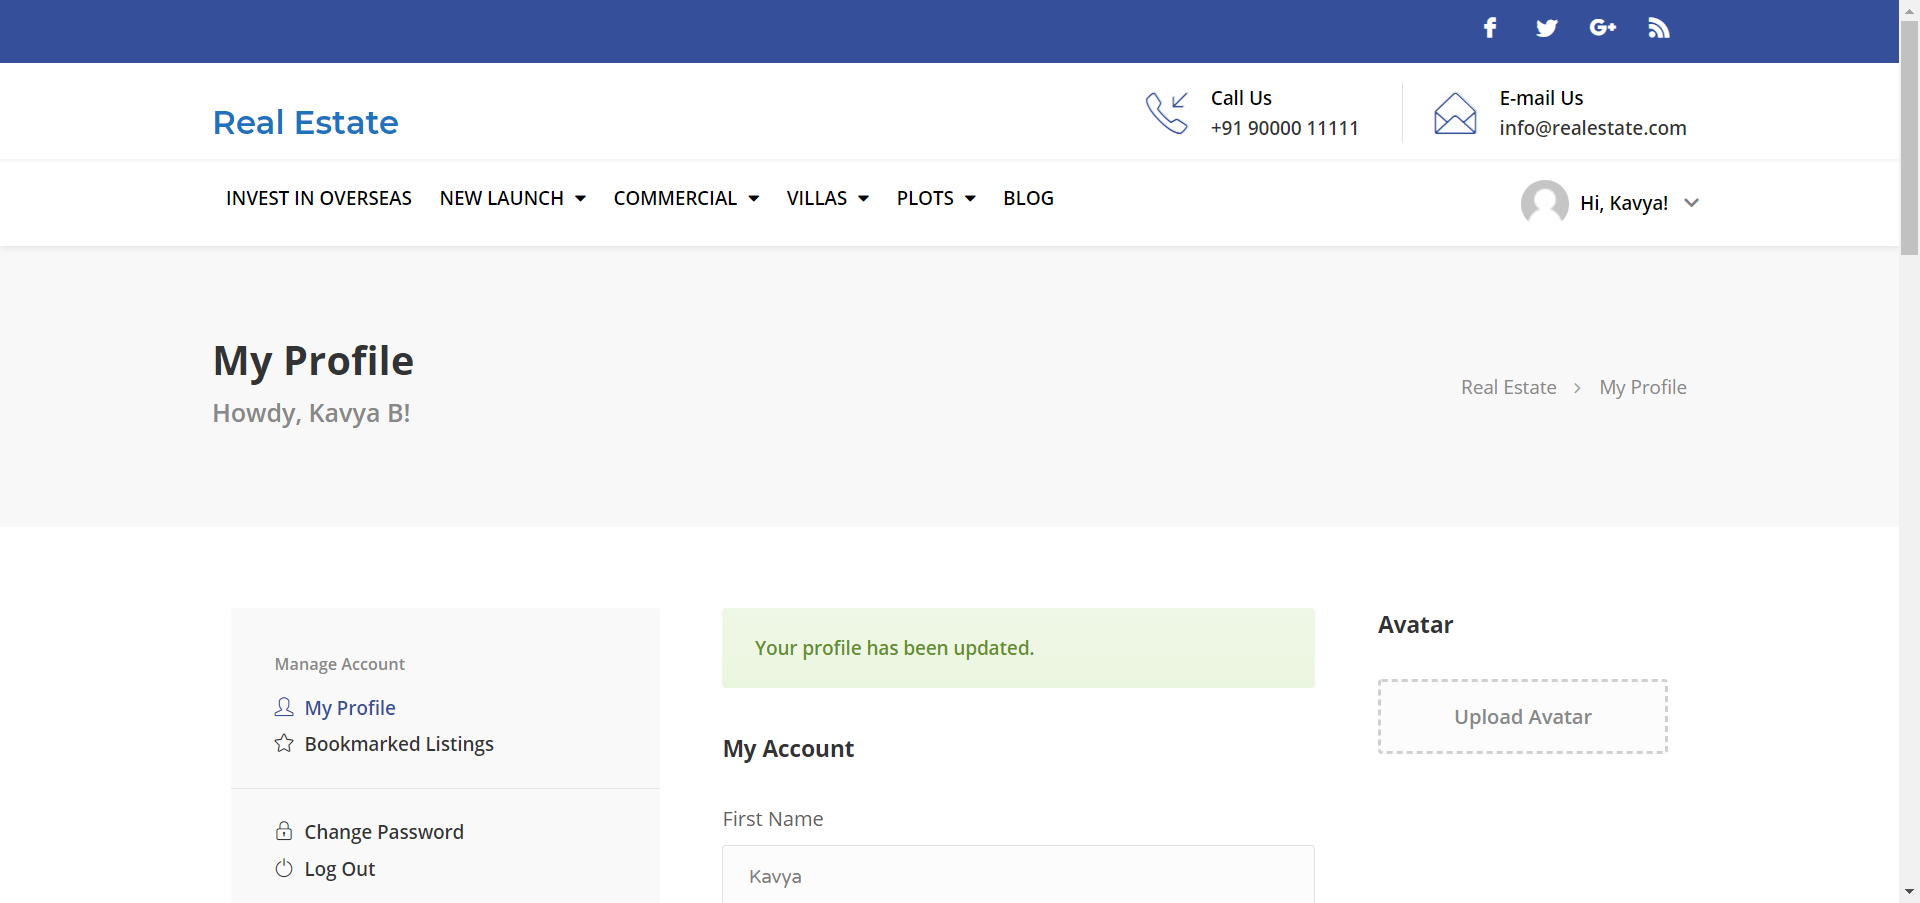 Real Estate
Call Us
+91 90000 11111
E-mail Us
info@realestate.com
INVEST IN OVERSEAS NEW LAUNCH COMMERCIAL VILLAS PLOTS BLOG
Hi, Kavya!
My Profile
Howdy, Kavya B!
Real Estate > My Profile
Manage Account
My Profile
Bookmarked Listings
Change Password
Log Out
Your profile has been updated.
My Account
First Name
Kavya
Avatar
Upload Avatar